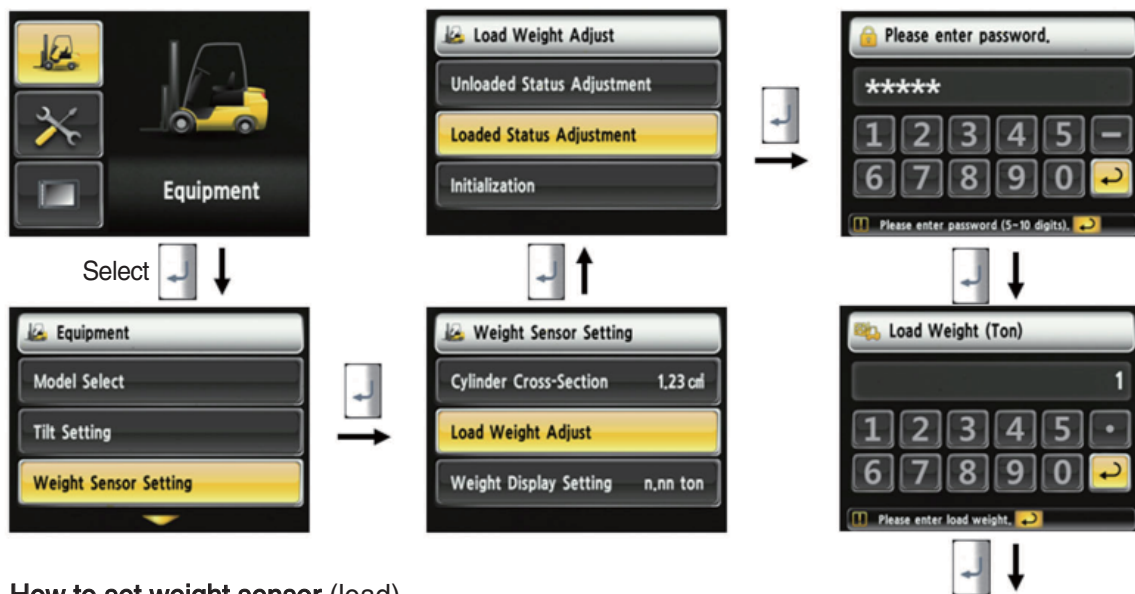 Equipment
Select
Equipment
Model Select
Tilt Setting
Weight Sensor Setting
Weight Sensor Setting
Cylinder Cross-Section 1.23 ㎠
Load Weight Adjust
Weight Display Setting n.nn ton
Load Weight Adjust
Unloaded Status Adjustment
Loaded Status Adjustment
Initialization
Please enter password.
*****
1 2 3 4 5 -
6 7 8 9 0
Please enter password (5-10 digits).
Load Weight (Ton)
1
1 2 3 4 5 •
6 7 8 9 0
Please enter load weight.
How to set weight sensor (load)